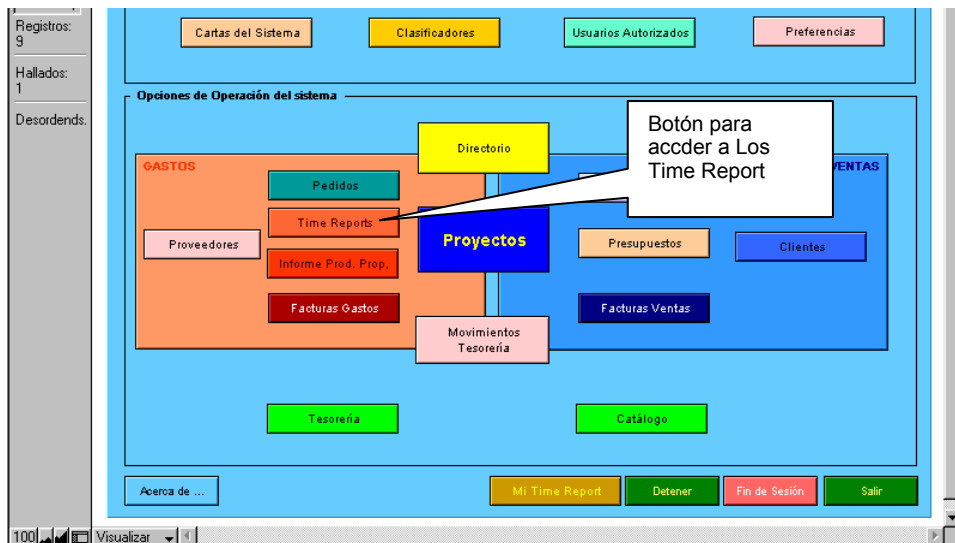 Registros:
9
Hallados:
1
Desordends.
Cartas del Sistema
Clasificadores
Usuarios Autorizados
Preferencias
Opciones de Operación del sistema
Botón para
accder a Los
Time Report
Directorio
GASTOS
VENTAS
Pedidos
Time Reports
Proyectos
Proveedores
Presupuestos
Clientes
Informe Prod. Prop.
Facturas Gastos
Facturas Ventas
Movimientos
Tesorería
Tesorería
Catálogo
Acerca de ...
Mi Time Report
Detener
Fin de Sesión
Salir
100
Visualizar